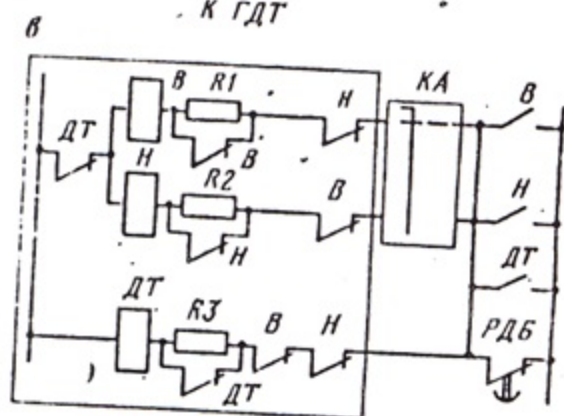 К ГДТ
в
В R1 Н КА В
ДТ
В
Н R2 В Н
Н
ДТ R3 В Н ДТ
ДТ РДБ
)